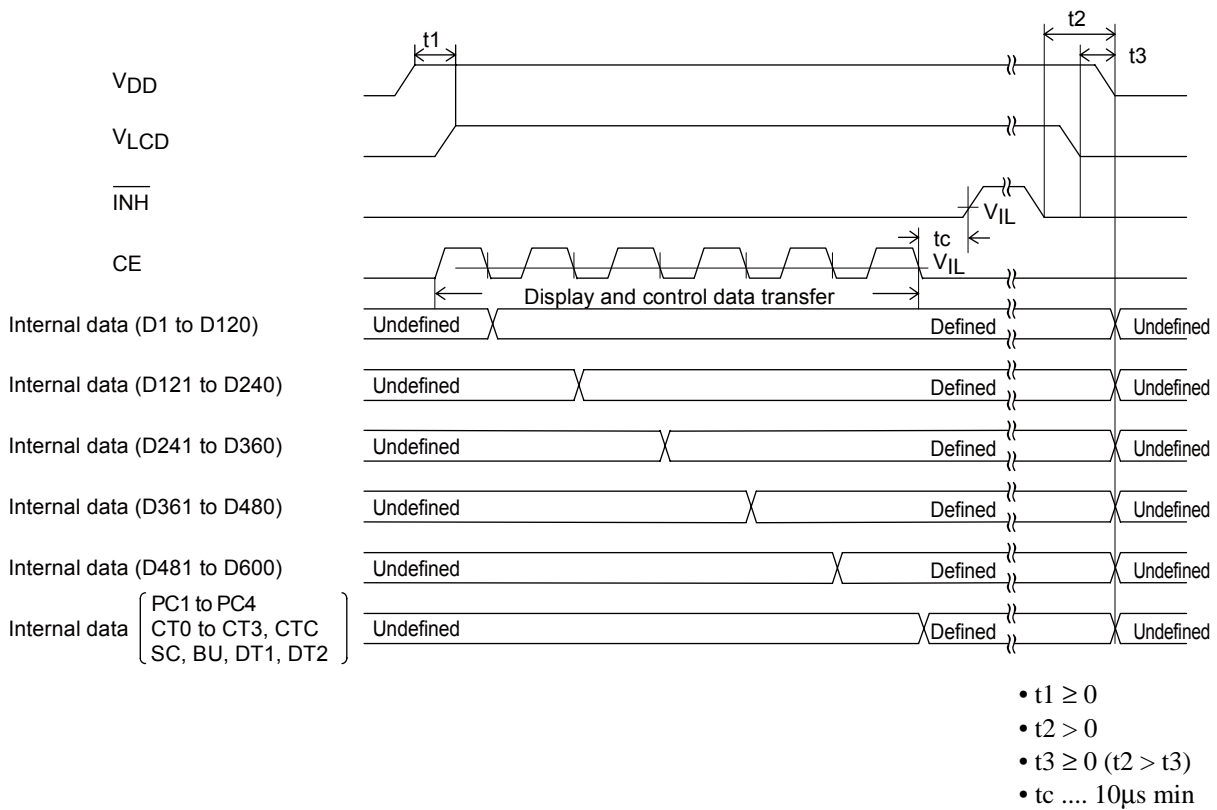 t2
t1
t3
VDD
VLCD
INH
VIL
tc
CE
VIL
Display and control data transfer
Internal data (D1 to D120)
Undefined
Defined
Undefined
Internal data (D121 to D240)
Undefined
Defined
Undefined
Internal data (D241 to D360)
Undefined
Defined
Undefined
Internal data (D361 to D480)
Undefined
Defined
Undefined
Internal data (D481 to D600)
Undefined
Defined
Undefined
PC1 to PC4
Internal data
CT0 to CT3, CTC
SC, BU, DT1, DT2
Undefined
Defined
Undefined
• t1 ≥ 0
• t2 > 0
• t3 ≥ 0 (t2 > t3)
• tc .... 10µs min